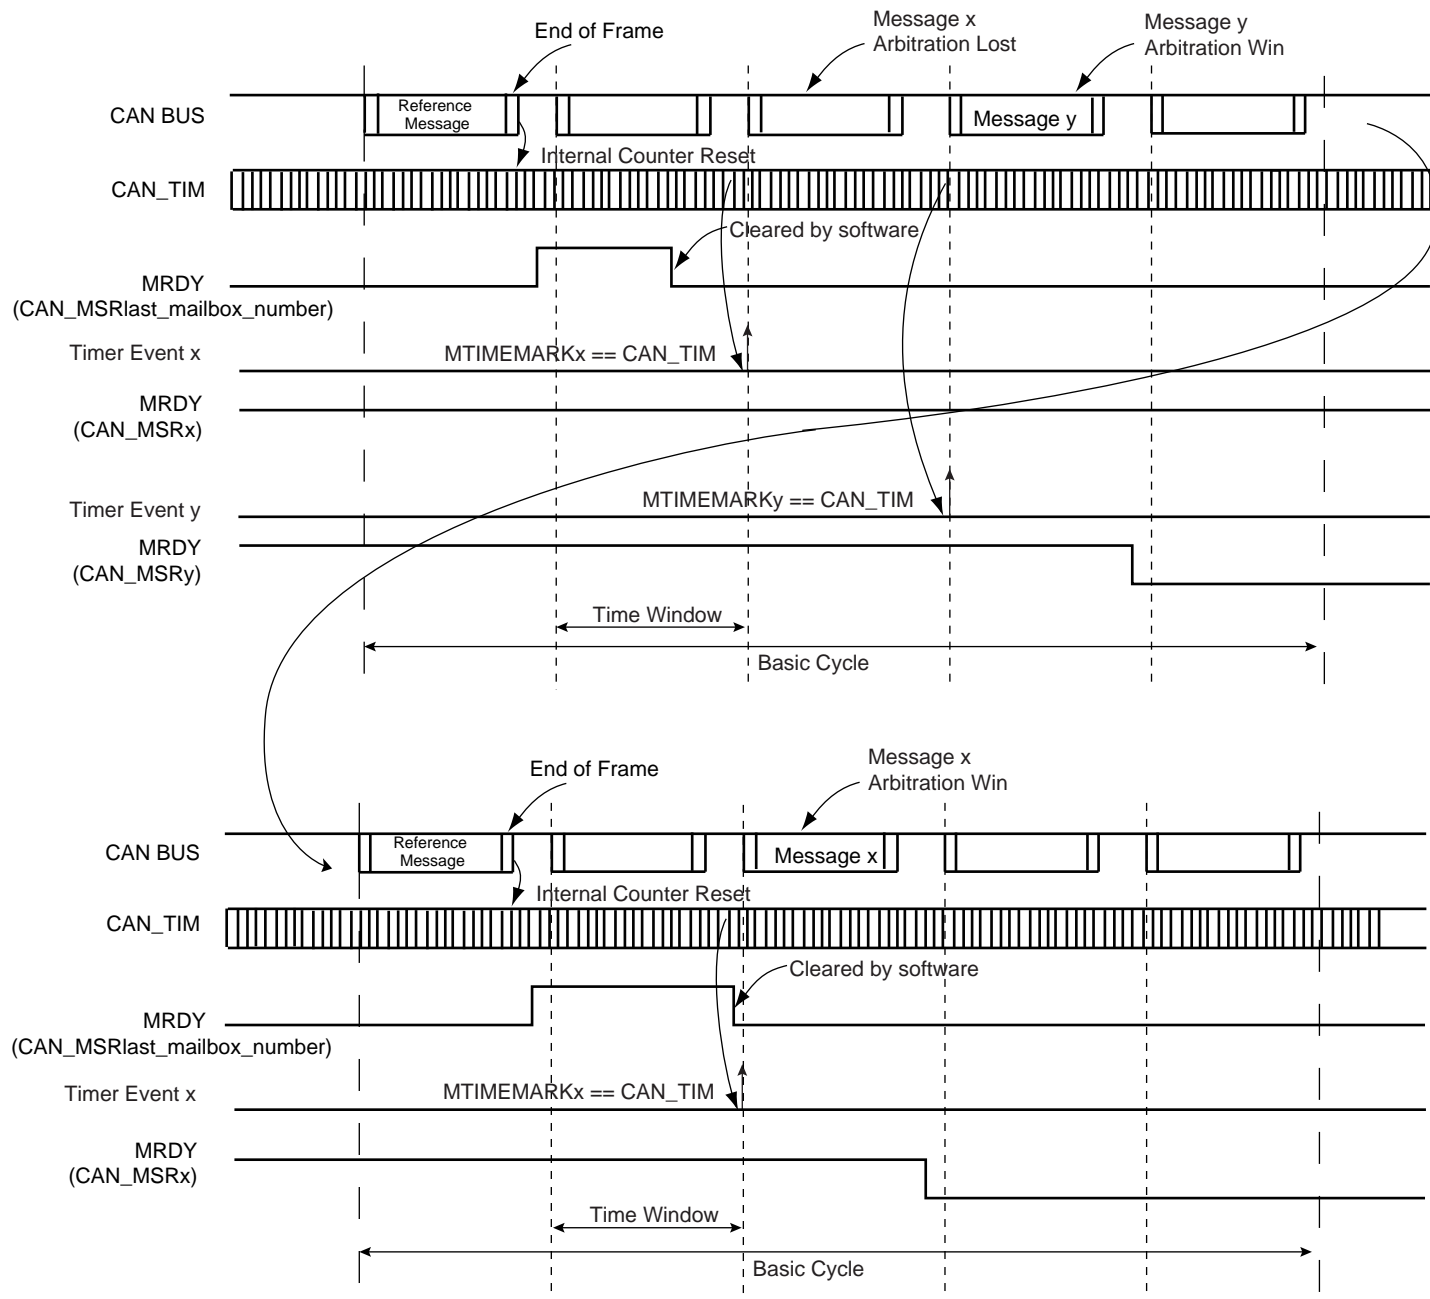 End of Frame
Message x
Arbitration Lost
Message y
Arbitration Win
CAN BUS
Reference
Message
Message y
Internal Counter Reset
CAN_TIM
Cleared by software
MRDY
(CAN_MSRlast_mailbox_number)
Timer Event x
MTIMEMARKx == CAN_TIM
MRDY
(CAN_MSRx)
Timer Event y
MTIMEMARKy == CAN_TIM
MRDY
(CAN_MSRy)
Time Window
Basic Cycle
End of Frame
Message x
Arbitration Win
CAN BUS
Reference
Message
Message x
Internal Counter Reset
CAN_TIM
Cleared by software
MRDY
(CAN_MSRlast_mailbox_number)
Timer Event x
MTIMEMARKx == CAN_TIM
MRDY
(CAN_MSRx)
Time Window
Basic Cycle